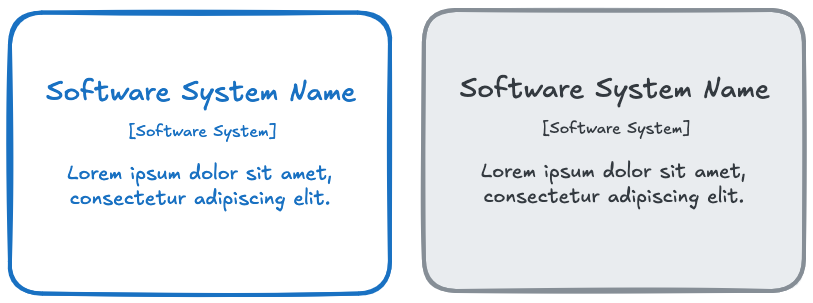 Software System Name
[Software System]
Lorem ipsum dolor sit amet,
consectetur adipiscing elit.
Software System Name
[Software System]
Lorem ipsum dolor sit amet,
consectetur adipiscing elit.